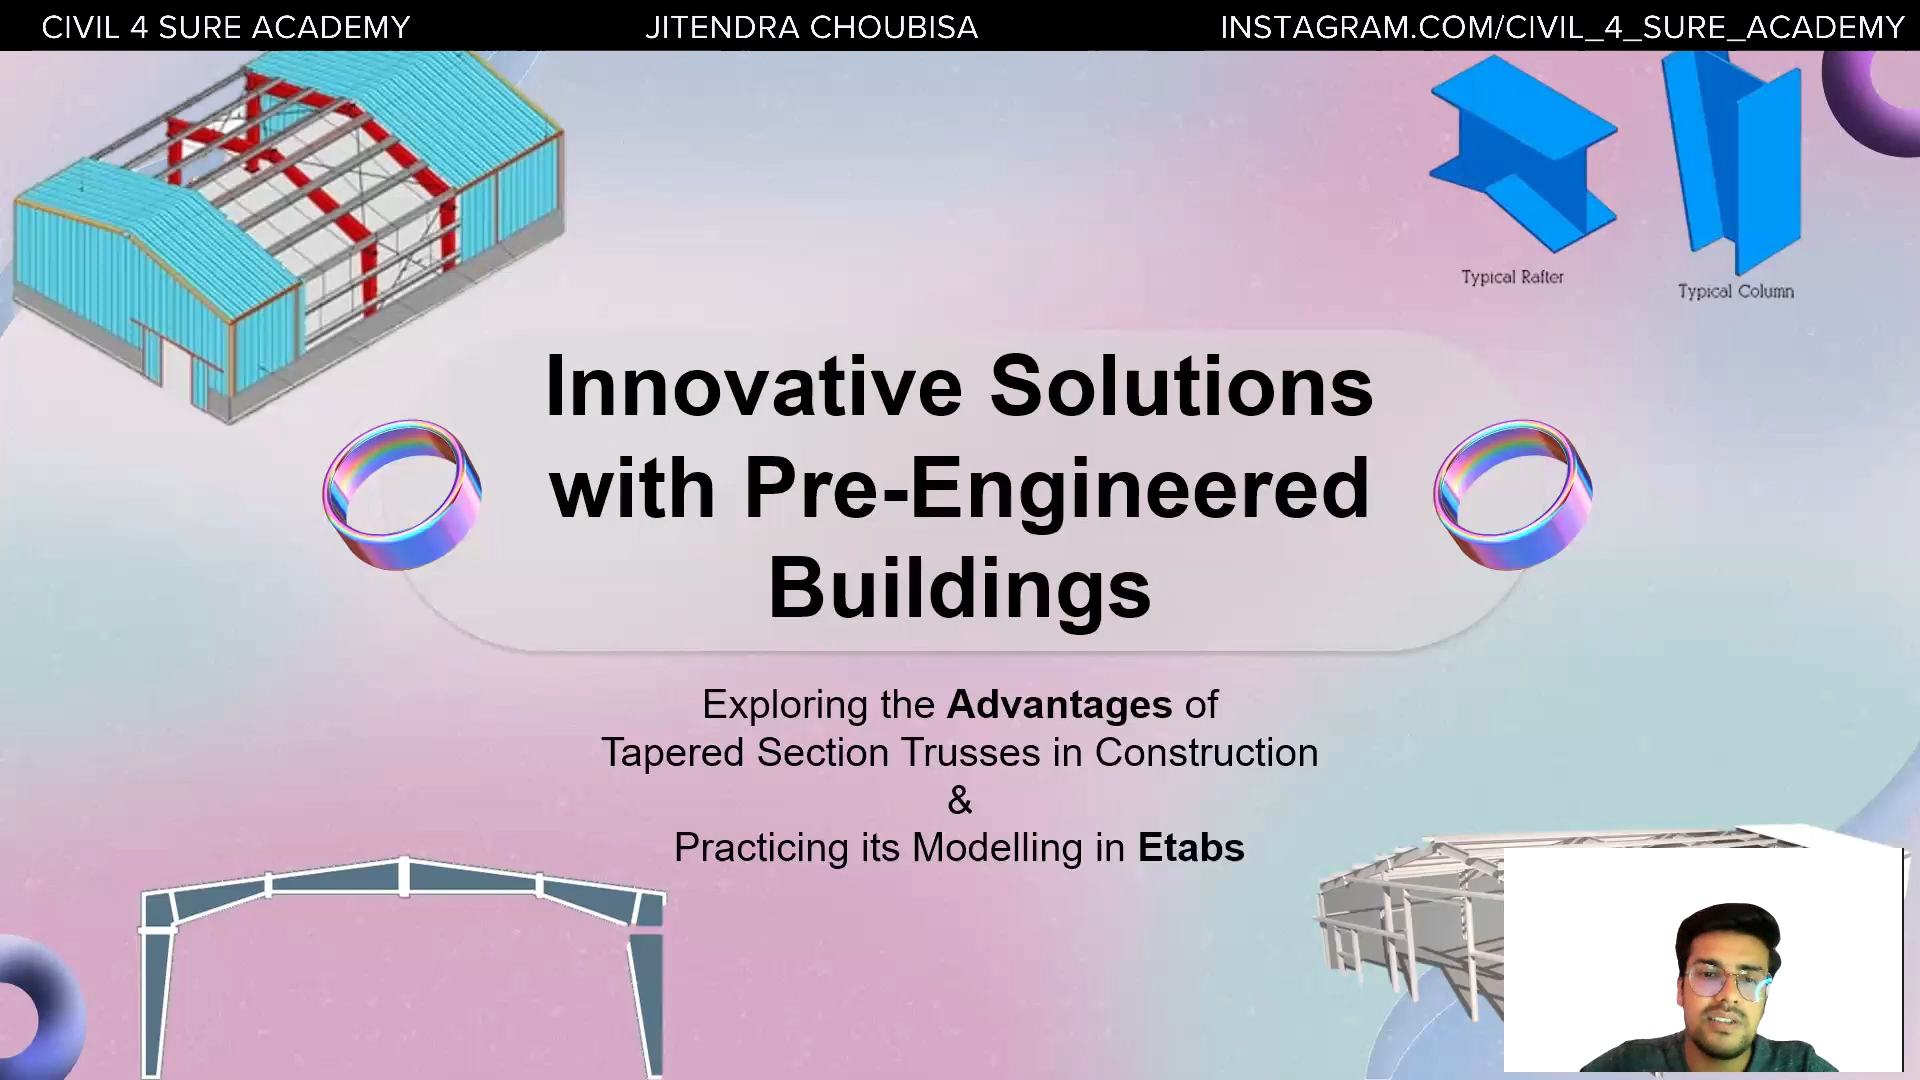 CIVIL 4 SURE ACADEMY
JITENDRA CHOUBISA
INSTAGRAM.COM/CIVIL_4_SURE_ACADEMY
Typical Rafter
Typical Column
Innovative Solutions
with Pre-Engineered
Buildings
Exploring the Advantages of
Tapered Section Trusses in Construction
&
Practicing its Modelling in Etabs